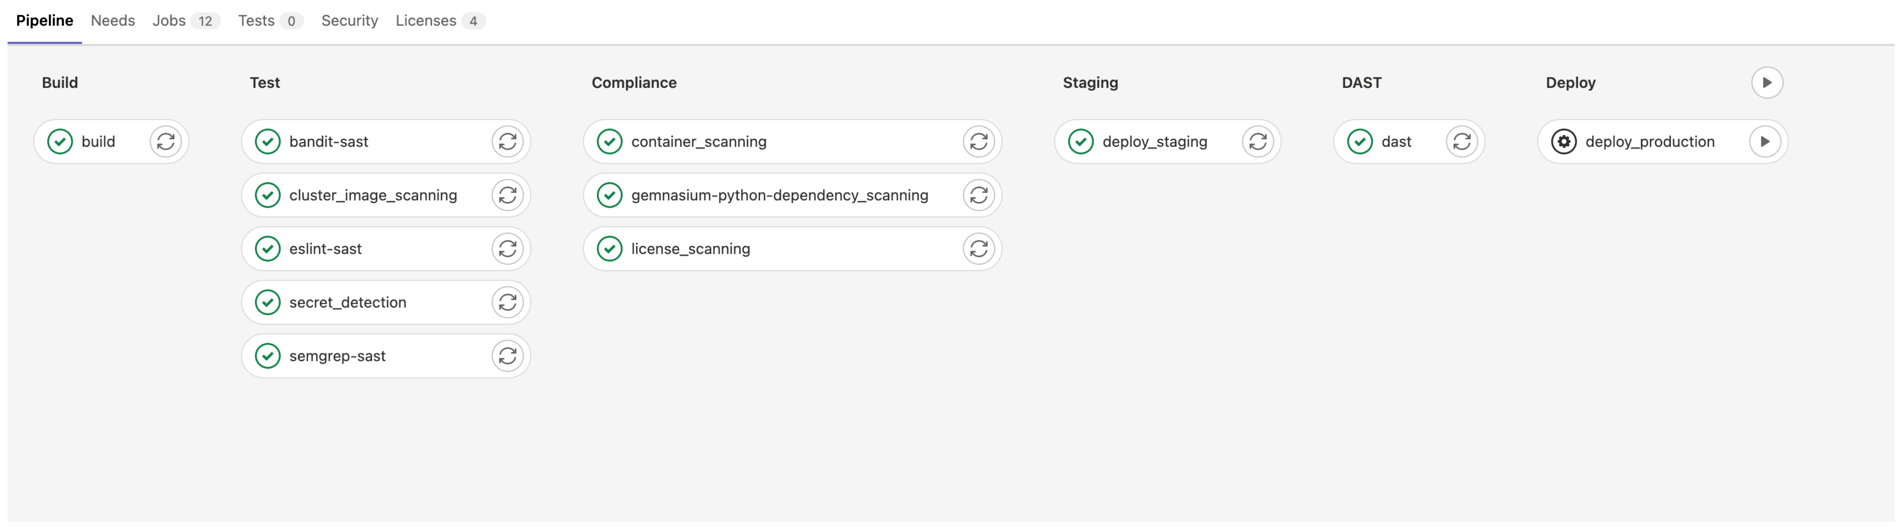 Pipeline Needs Jobs 12 Tests 0 Security Licenses 4
Build Test Compliance Staging DAST Deploy
build bandit-sast container_scanning deploy_staging dast deploy_production
cluster_image_scanning gemnasium-python-dependency_scanning
eslint-sast license_scanning
secret_detection
semgrep-sast